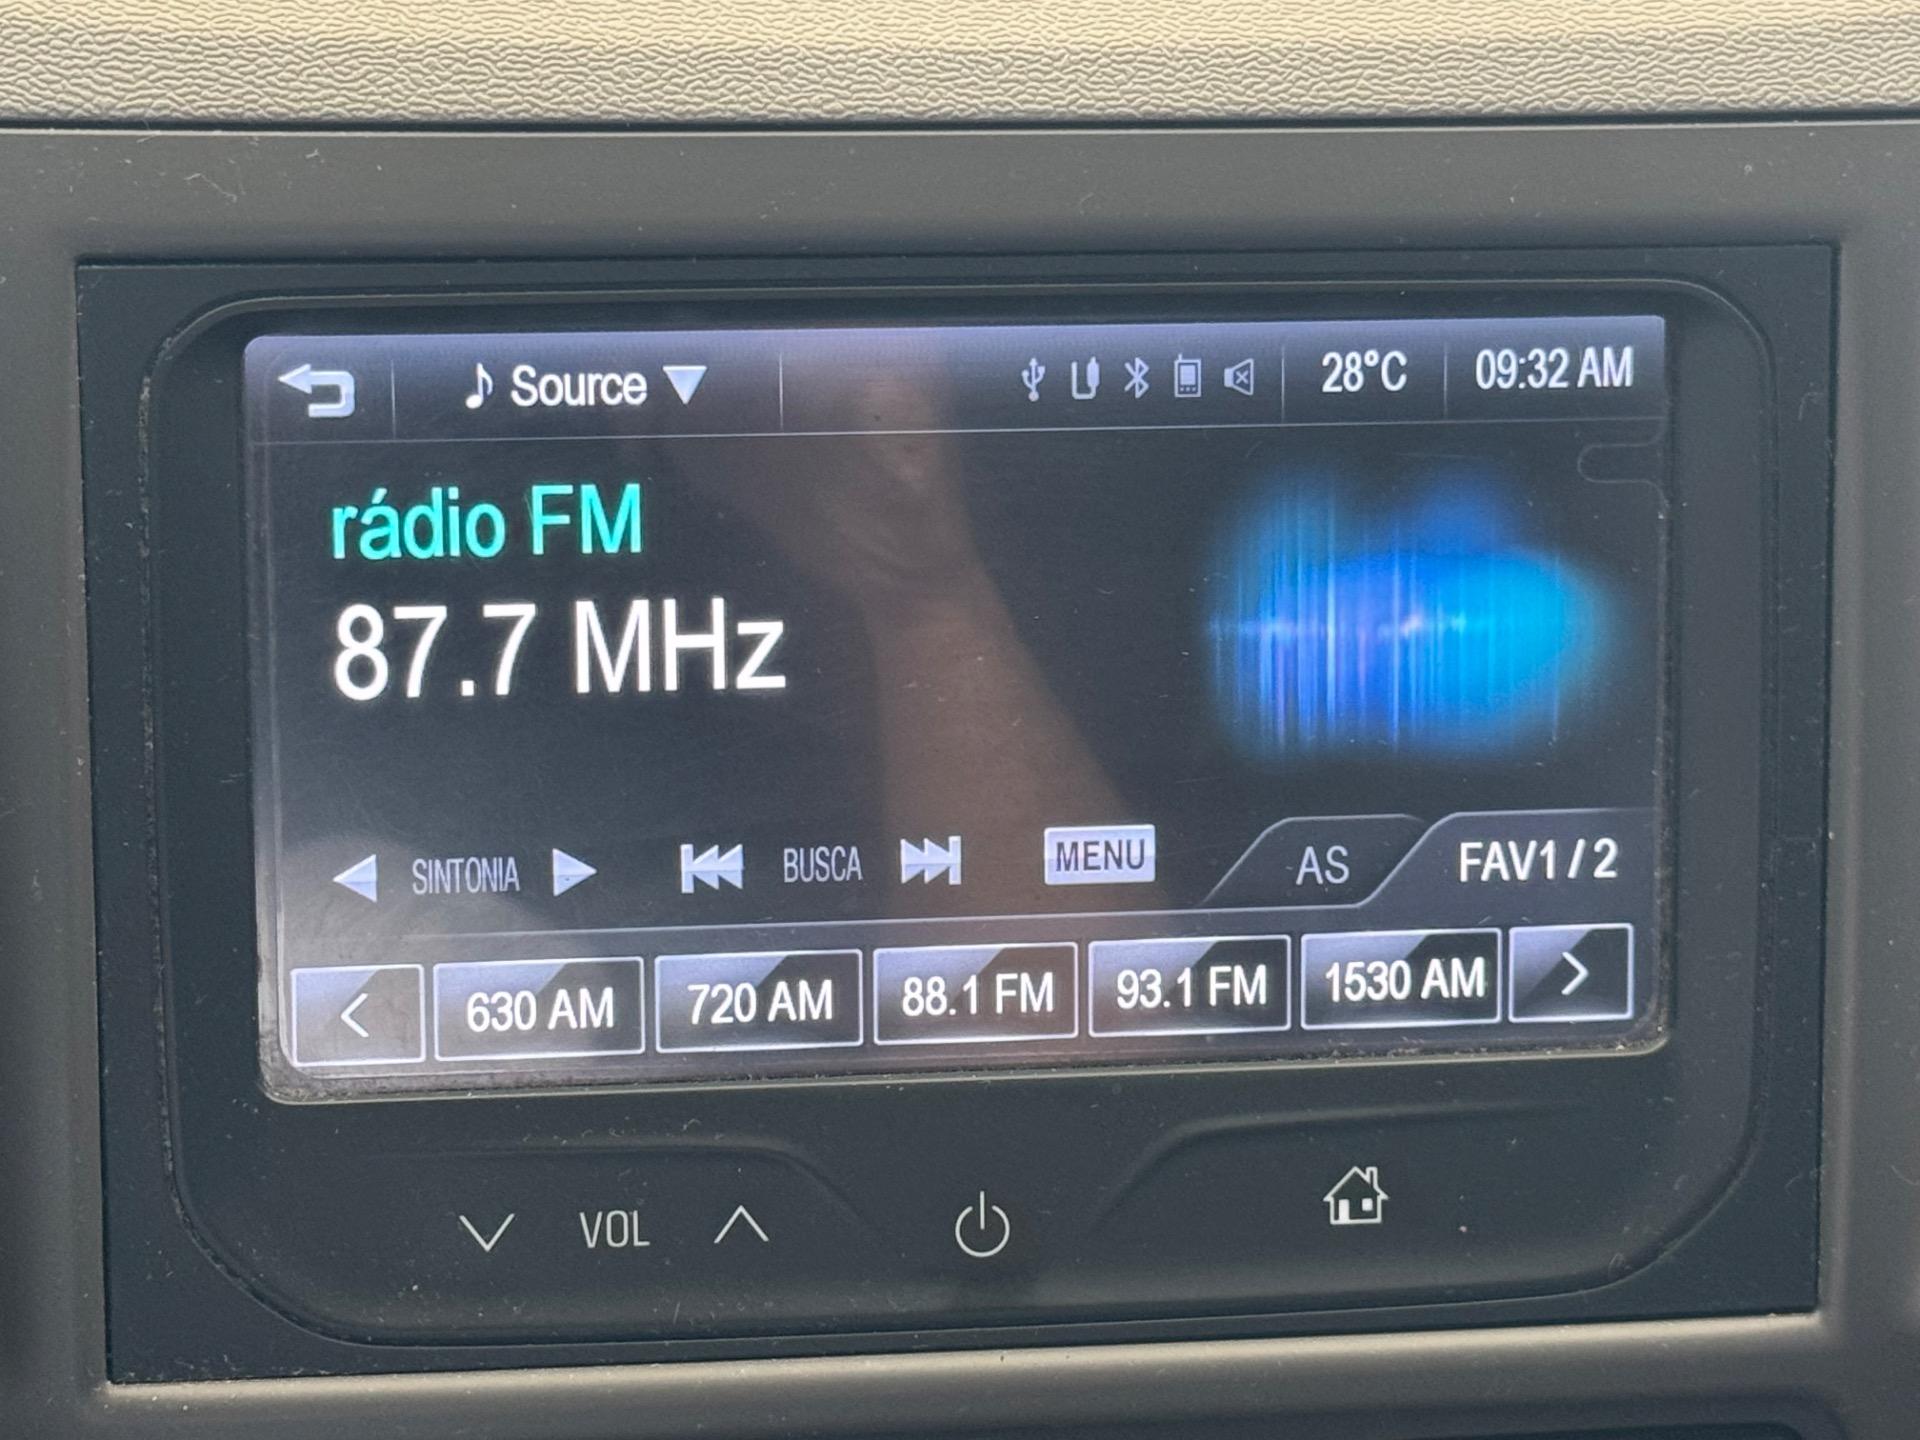 Source 28°C 09:32 AM
rádio FM
87.7 MHz
SINTONIA BUSCA MENU AS FAV1 / 2
< 630 AM 720 AM 88.1 FM 93.1 FM 1530 AM >
VOL